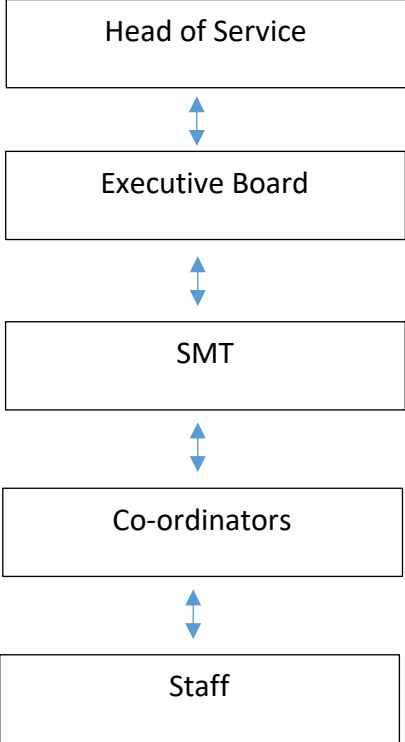 Head of Service
Executive Board
SMT
Co-ordinators
Staff